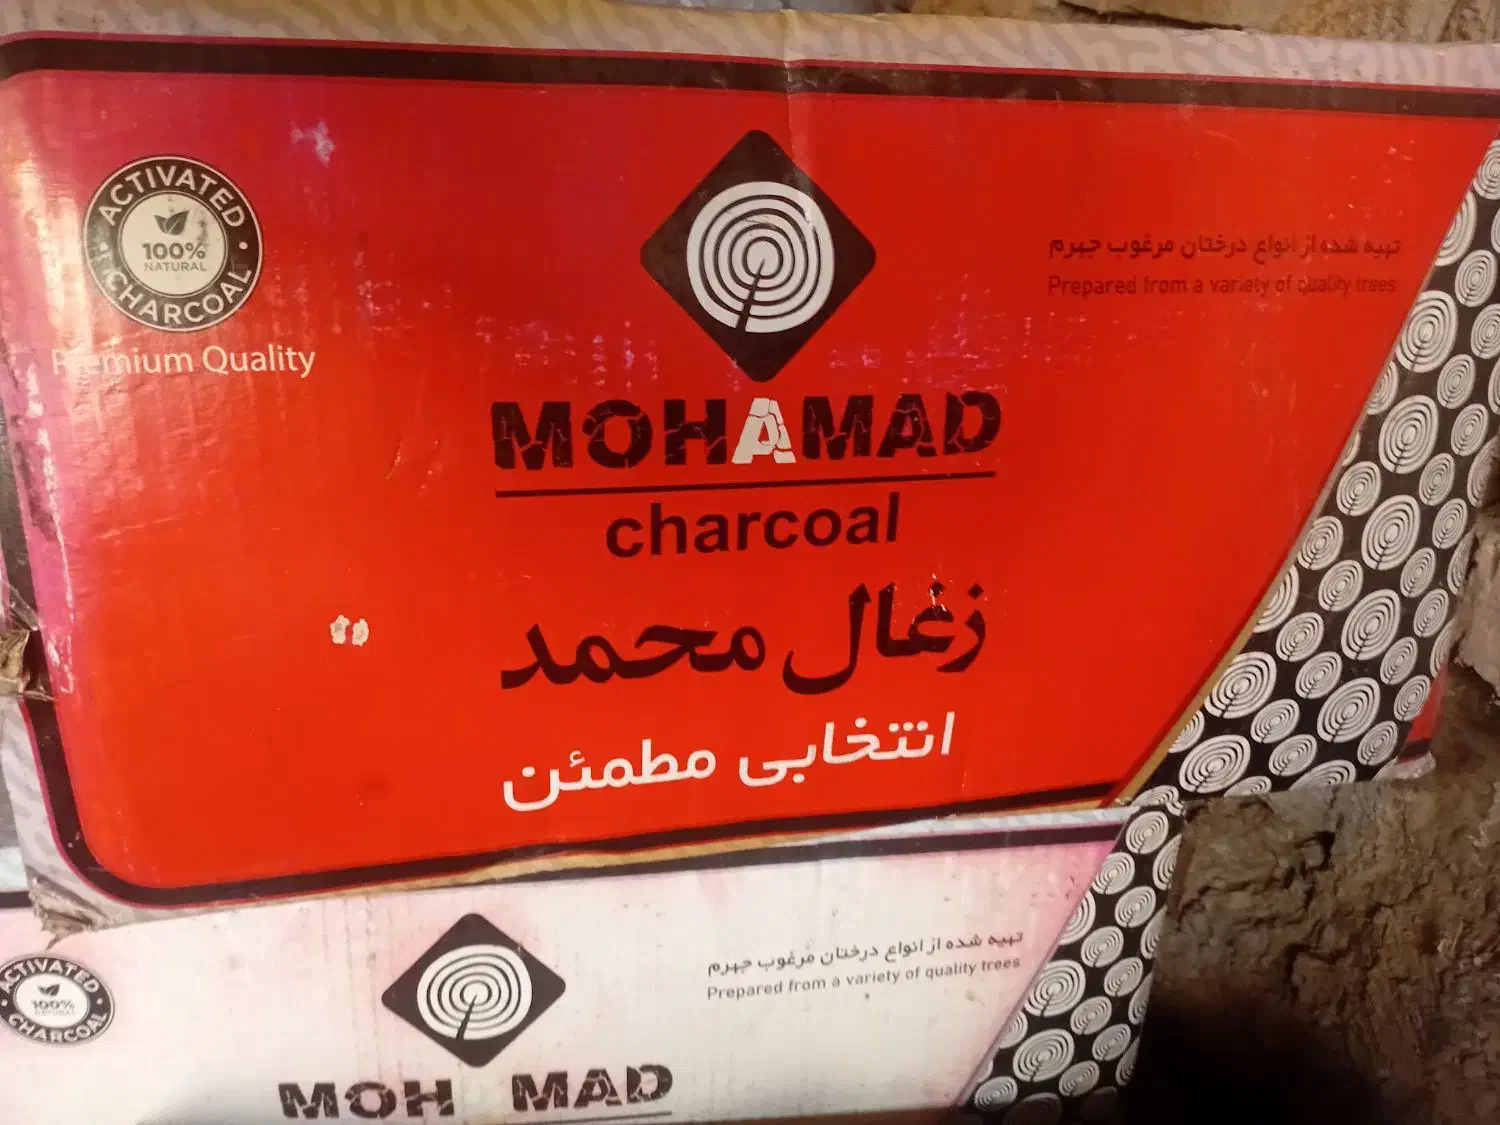 ACTIVATED
100%
NATURAL
CHARCOAL
Premium Quality
تهیه شده از انواع درختان مرغوب جهرم
Prepared from a variety of quality trees
MOHAMAD
charcoal
زغال محمد
انتخابی مطمئن
ACTIVATED
100%
NATURAL
CHARCOAL
تهیه شده از انواع درختان مرغوب جهرم
Prepared from a variety of quality trees
MOH MAD